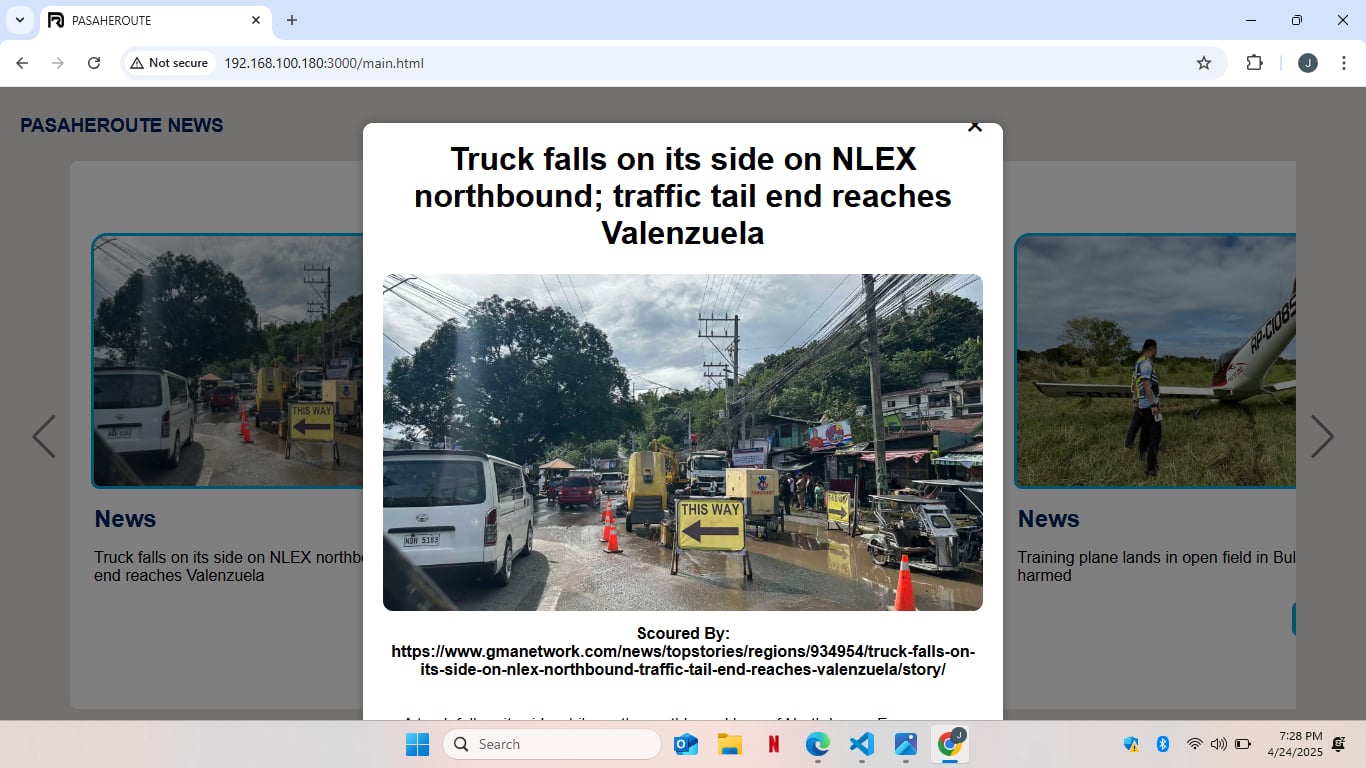 PASAHEROUTE
Not secure
192.168.100.180:3000/main.html
J
PASAHEROUTE NEWS
Truck falls on its side on NLEX
northbound; traffic tail end reaches
Valenzuela
THIS WAY
NDH 5183
THIS WAY
RP-C1085
News
Truck falls on its side on NLEX northb
end reaches Valenzuela
News
Training plane lands in open field in Bul
harmed
Scoured By:
https://www.gmanetwork.com/news/topstories/regions/934954/truck-falls-on-
its-side-on-nlex-northbound-traffic-tail-end-reaches-valenzuela/story/
Search
J
7:28 PM
4/24/2025